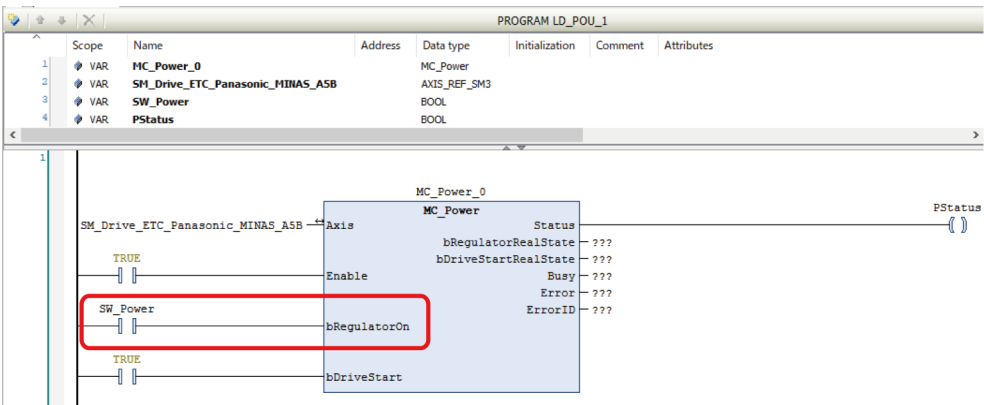 PROGRAM LD_POU_1
Scope Name Address Data type Initialization Comment Attributes
1 VAR MC_Power_0 MC_Power
2 VAR SM_Drive_ETC_Panasonic_MINAS_A5B AXIS_REF_SM3
3 VAR SW_Power BOOL
4 VAR PStatus BOOL
1
MC_Power_0
MC_Power PStatus
SM_Drive_ETC_Panasonic_MINAS_A5B Axis Status
bRegulatorRealState ???
TRUE bDriveStartRealState ???
Enable Busy ???
Error ???
SW_Power ErrorID ???
bRegulatorOn
TRUE
bDriveStart